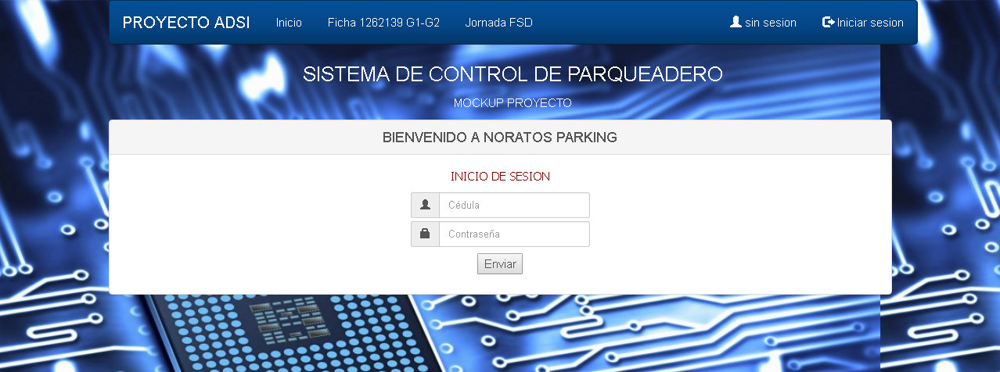 PROYECTO ADSI Inicio Ficha 1262139 G1-G2 Jornada FSD sin sesion Iniciar sesion
SISTEMA DE CONTROL DE PARQUEADERO
MOCKUP PROYECTO
BIENVENIDO A NORATOS PARKING
INICIO DE SESION
Cédula
Contraseña
Enviar